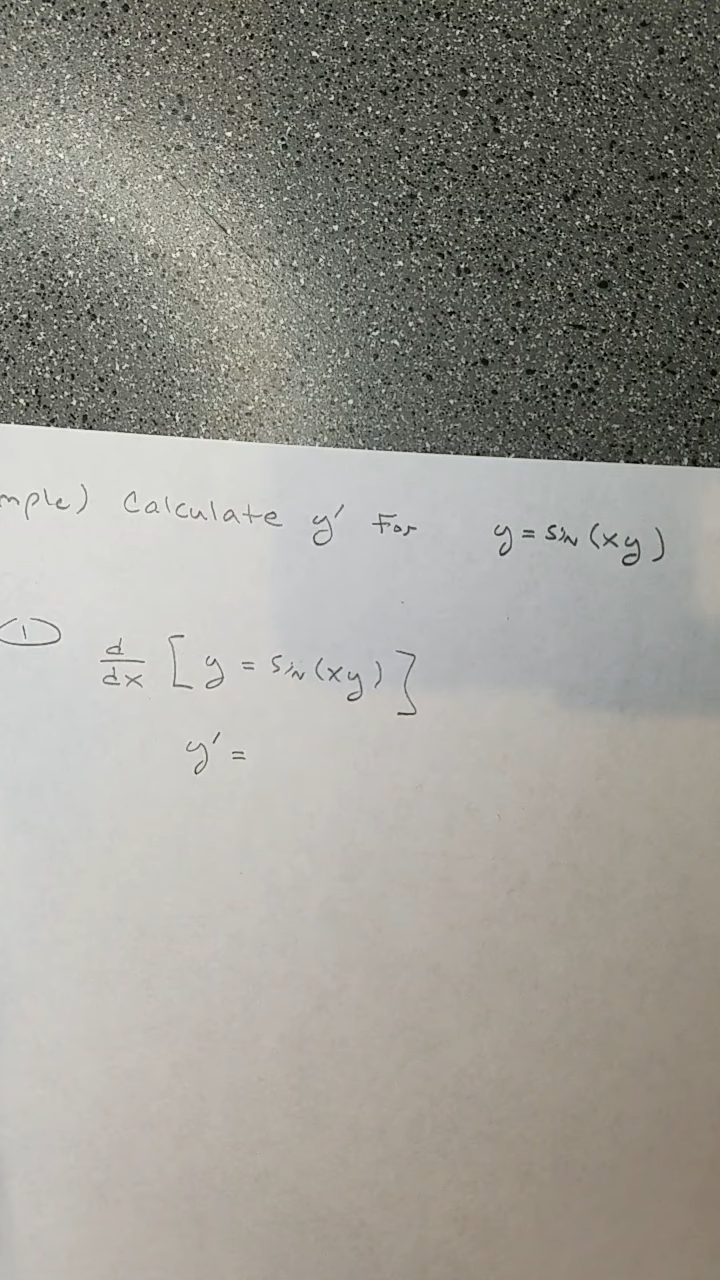 mple) Calculate y' For y = sin (xy)
① d/dx [y = sin (xy)]
y' =